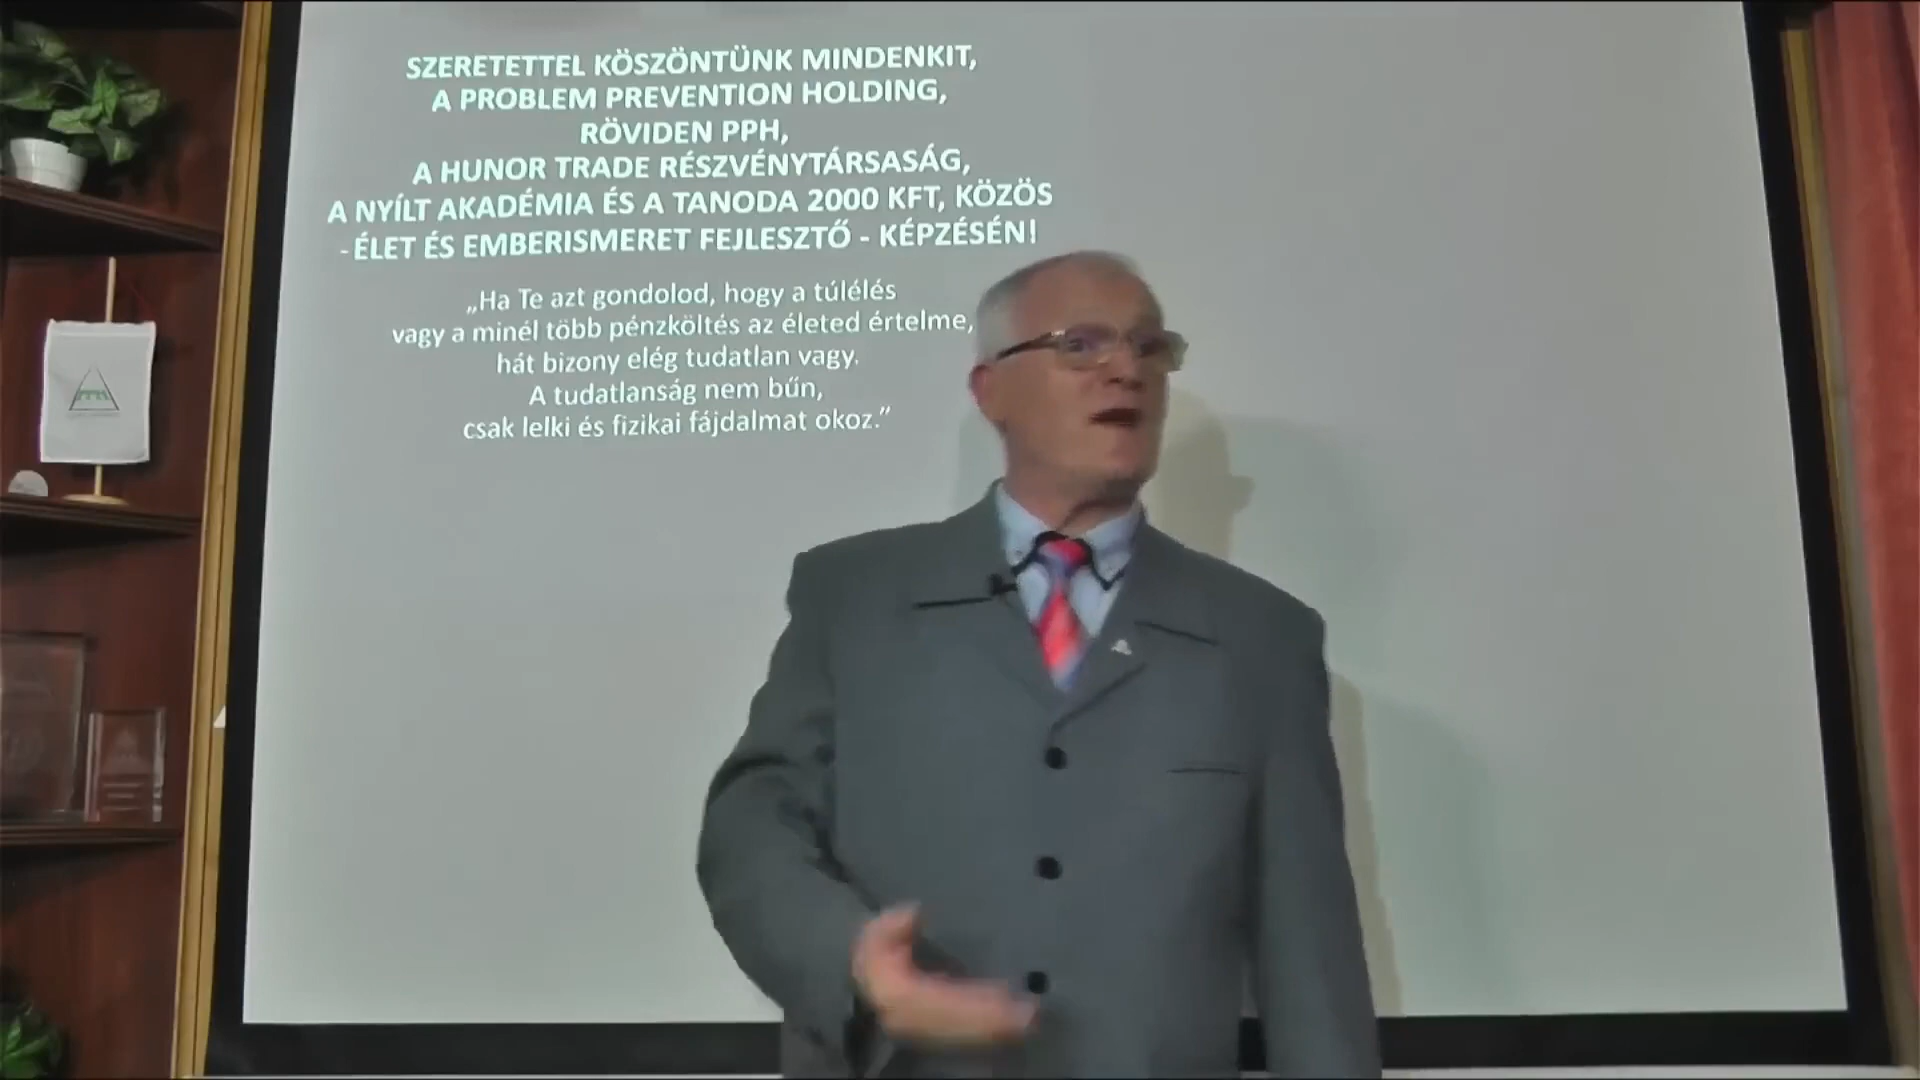 SZERETETTEL KÖSZÖNTÜNK MINDENKIT,
A PROBLEM PREVENTION HOLDING,
RÖVIDEN PPH,
A HUNOR TRADE RÉSZVÉNYTÁRSASÁG,
A NYÍLT AKADÉMIA ÉS A TANODA 2000 KFT, KÖZÖS
- ÉLET ÉS EMBERISMERET FEJLESZTŐ - KÉPZÉSÉN!
„Ha Te azt gondolod, hogy a túlélés
vagy a minél több pénzköltés az életed értelme,
hát bizony elég tudatlan vagy.
A tudatlanság nem bűn,
csak lelki és fizikai fájdalmat okoz.”